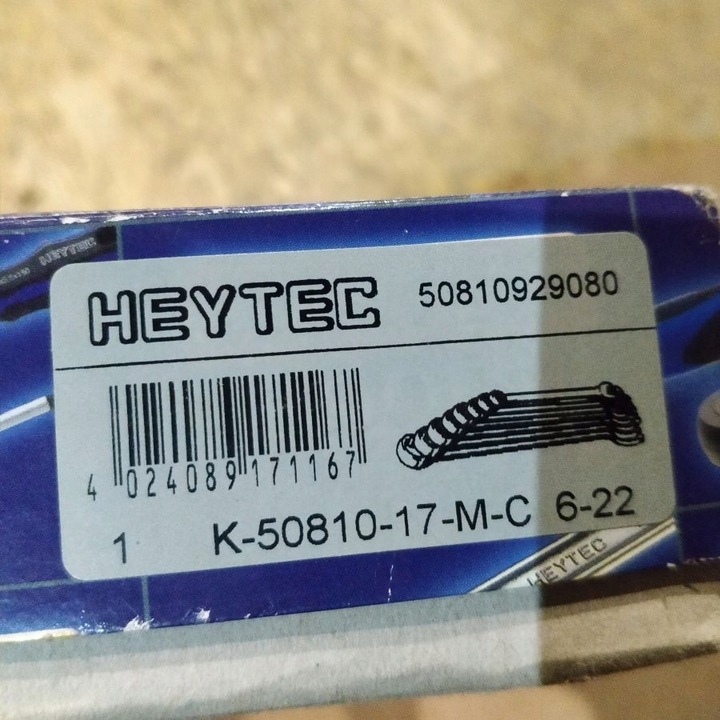 HEYTEC
HEYTEC 50810929080
4 024089 171167
1 K-50810-17-M-C 6-22
HEYTEC